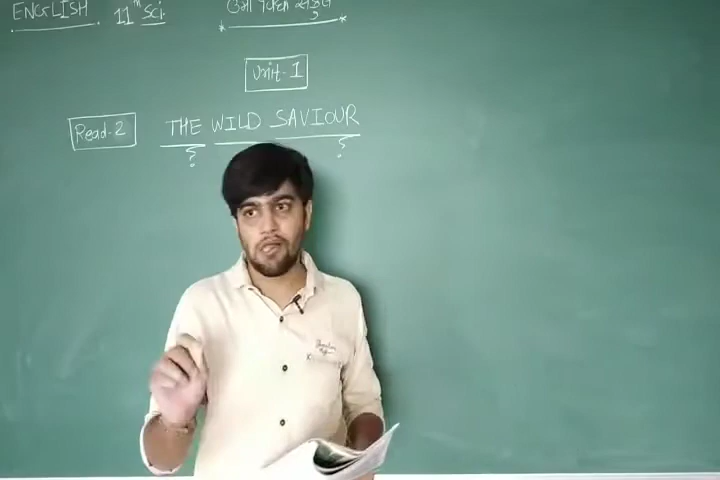 ENGLISH 11th Sci.
Unit-1
Read-2 THE WILD SAVIOUR
? ?